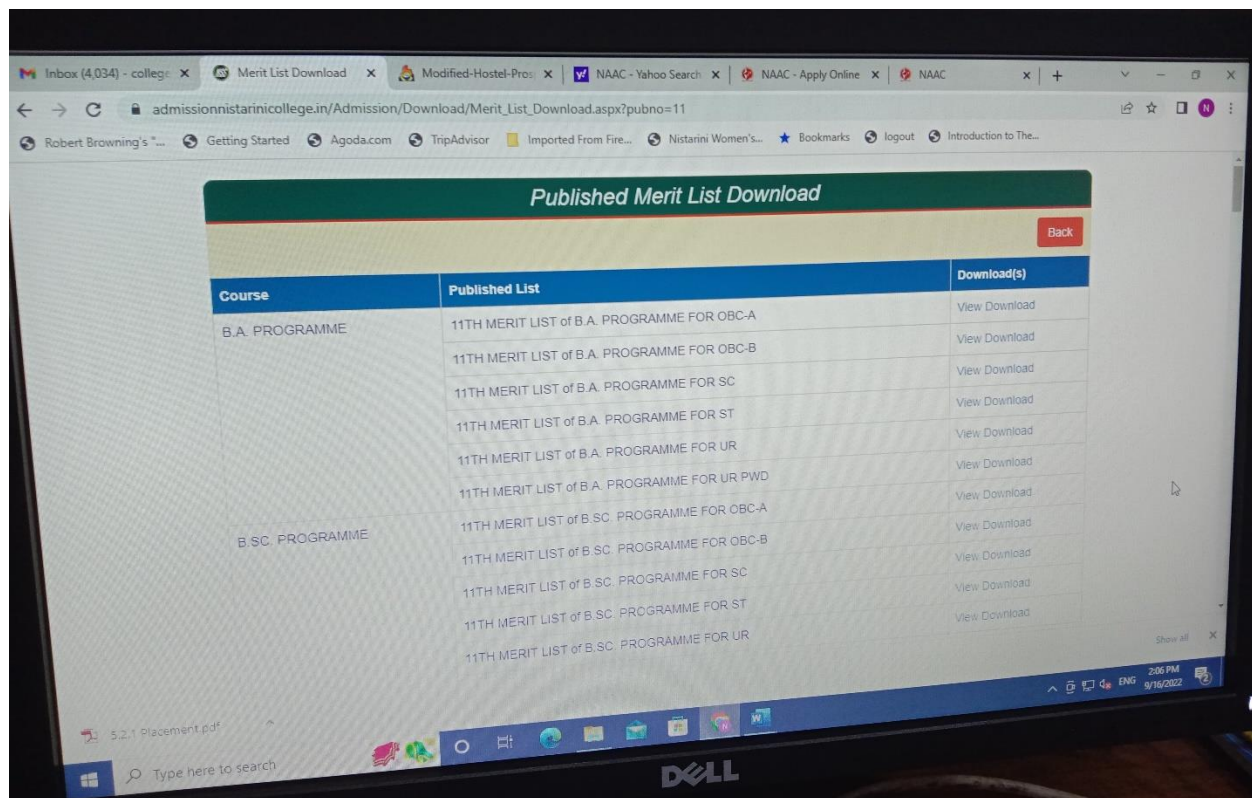 Inbox (4,034) - college
Merit List Download
Modified-Hostel-Pros
NAAC - Yahoo Search
NAAC - Apply Online
NAAC
admissionnistarinicollege.in/Admission/Download/Merit_List_Download.aspx?pubno=11
N
Robert Browning's "...
Getting Started
Agoda.com
TripAdvisor
Imported From Fire...
Nistarini Women's...
Bookmarks
logout
Introduction to The...
Published Merit List Download
Back
Course Published List Download(s)
B.A. PROGRAMME 11TH MERIT LIST of B.A. PROGRAMME FOR OBC-A View Download
11TH MERIT LIST of B.A. PROGRAMME FOR OBC-B View Download
11TH MERIT LIST of B.A. PROGRAMME FOR SC View Download
11TH MERIT LIST of B.A. PROGRAMME FOR ST View Download
11TH MERIT LIST of B.A. PROGRAMME FOR UR View Download
11TH MERIT LIST of B.A. PROGRAMME FOR UR PWD View Download
B.SC. PROGRAMME 11TH MERIT LIST of B.SC. PROGRAMME FOR OBC-A View Download
11TH MERIT LIST of B.SC. PROGRAMME FOR OBC-B View Download
11TH MERIT LIST of B.SC. PROGRAMME FOR SC View Download
11TH MERIT LIST of B.SC. PROGRAMME FOR ST View Download
11TH MERIT LIST of B.SC. PROGRAMME FOR UR View Download
Show all
5.2.1 Placement.pdf
Type here to search
ENG
2:06 PM
9/16/2022
2
DELL